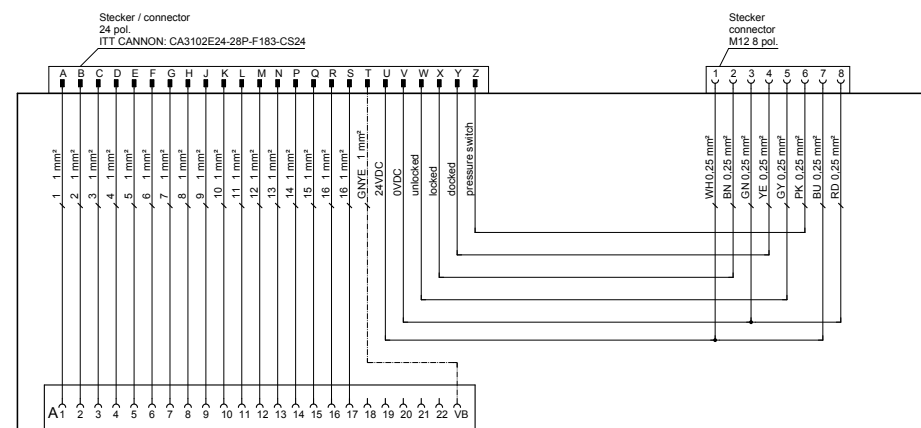 Stecker / connector
24 pol.
ITT CANNON: CA3102E24-28P-F183-CS24
Stecker
connector
M12 8 pol.
A B C D E F G H J K L M N P Q R S T U V W X Y Z
1 2 3 4 5 6 7 8
1 1 mm²
2 1 mm²
3 1 mm²
4 1 mm²
5 1 mm²
6 1 mm²
7 1 mm²
8 1 mm²
9 1 mm²
10 1 mm²
11 1 mm²
12 1 mm²
13 1 mm²
14 1 mm²
15 1 mm²
16 1 mm²
16 1 mm²
GNYE 1 mm²
24VDC
0VDC
unlocked
locked
docked
pressure switch
WH 0,25 mm²
BN 0,25 mm²
GN 0,25 mm²
YE 0,25 mm²
GY 0,25 mm²
PK 0,25 mm²
BU 0,25 mm²
RD 0,25 mm²
A 1 2 3 4 5 6 7 8 9 10 11 12 13 14 15 16 17 18 19 20 21 22 VB